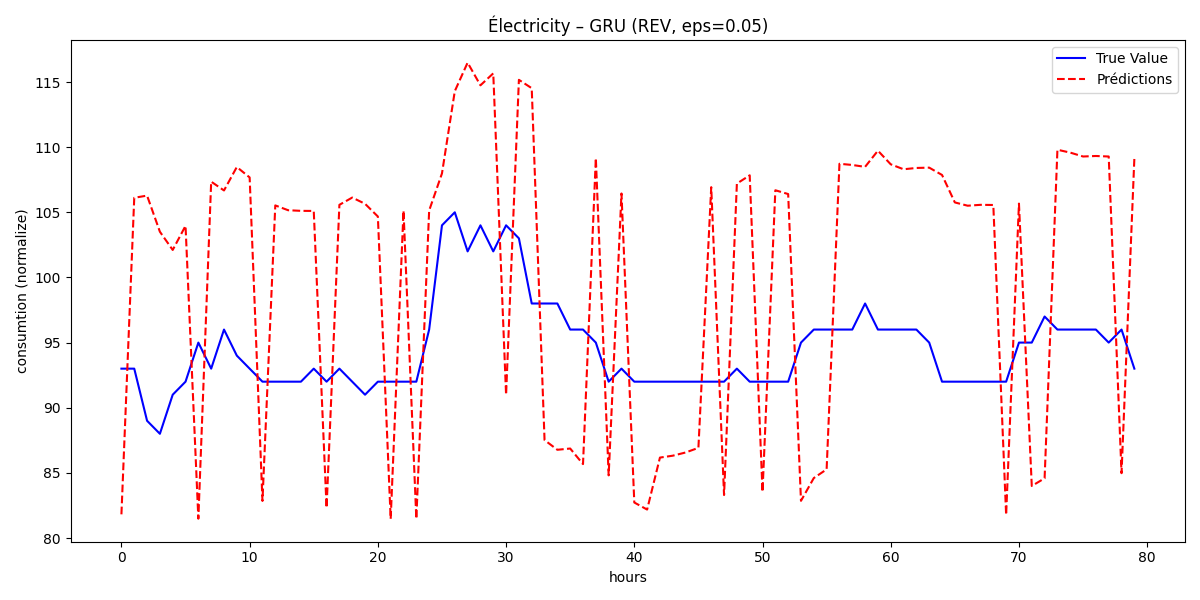 Électricity – GRU (REV, eps=0.05)
True Value
Prédictions
consumtion (normalize)
115
110
105
100
95
90
85
80
0 10 20 30 40 50 60 70 80
hours